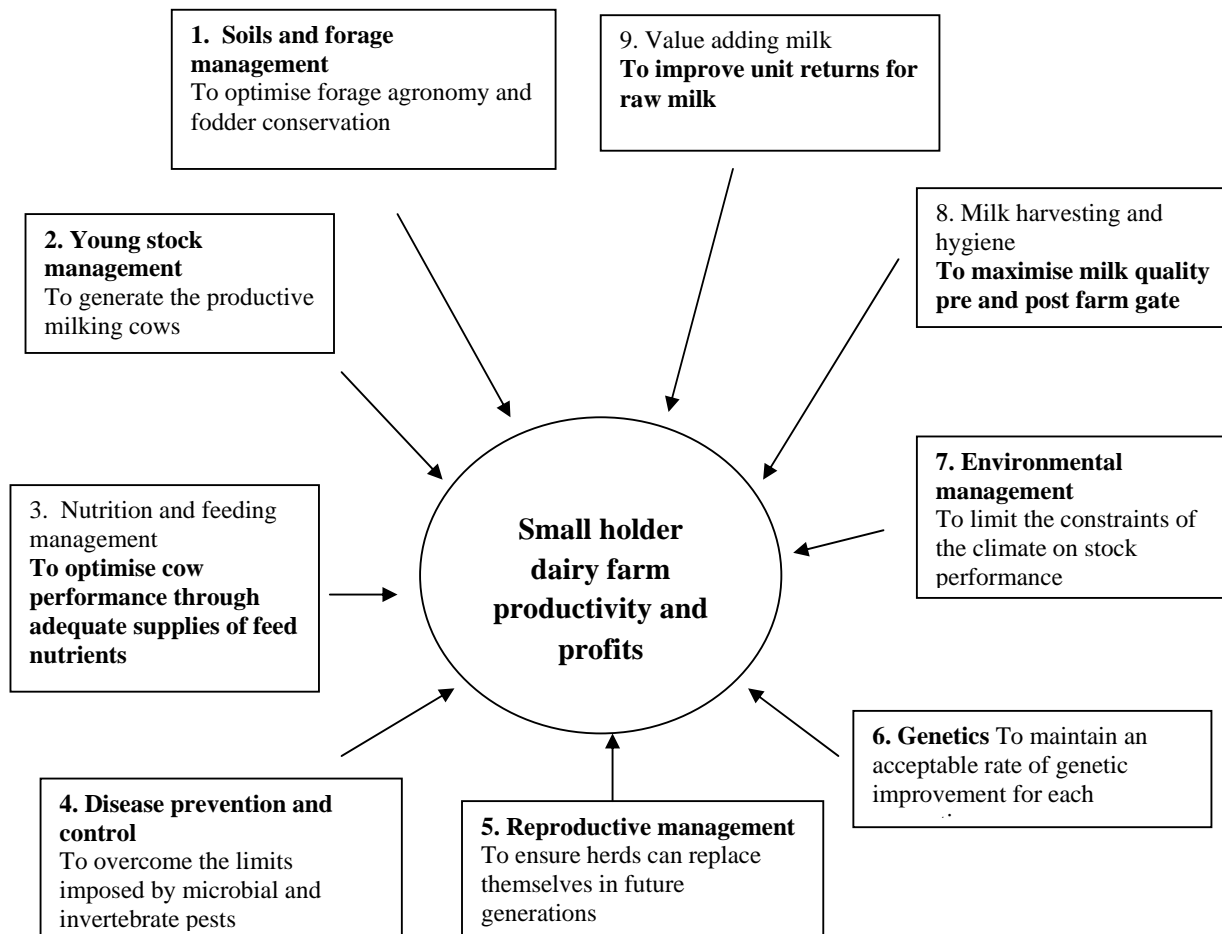 1. Soils and forage
management
To optimise forage agronomy and
fodder conservation
9. Value adding milk
To improve unit returns for
raw milk
2. Young stock
management
To generate the productive
milking cows
8. Milk harvesting and
hygiene
To maximise milk quality
pre and post farm gate
3. Nutrition and feeding
management
To optimise cow
performance through
adequate supplies of feed
nutrients
Small holder
dairy farm
productivity and
profits
7. Environmental
management
To limit the constraints of
the climate on stock
performance
4. Disease prevention and
control
To overcome the limits
imposed by microbial and
invertebrate pests
5. Reproductive management
To ensure herds can replace
themselves in future
generations
6. Genetics To maintain an
acceptable rate of genetic
improvement for each